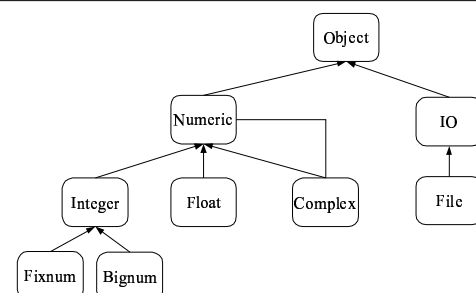 Object
Numeric
IO
Integer
Float
Complex
File
Fixnum
Bignum